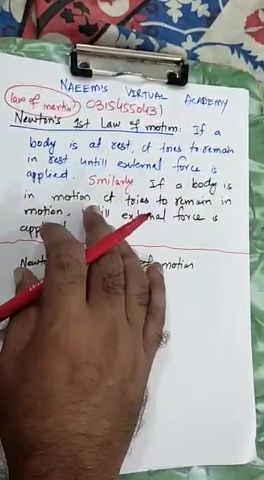 NAEEM's VIRTUAL ACADEMY
(law of inertia) 03154550431
Newton's 1st Law of motion: If a
body is at rest, it tries to remain
in rest untill external force is
applied. Similarly If a body is
in motion it tries to remain in
motion, external force is
of motion